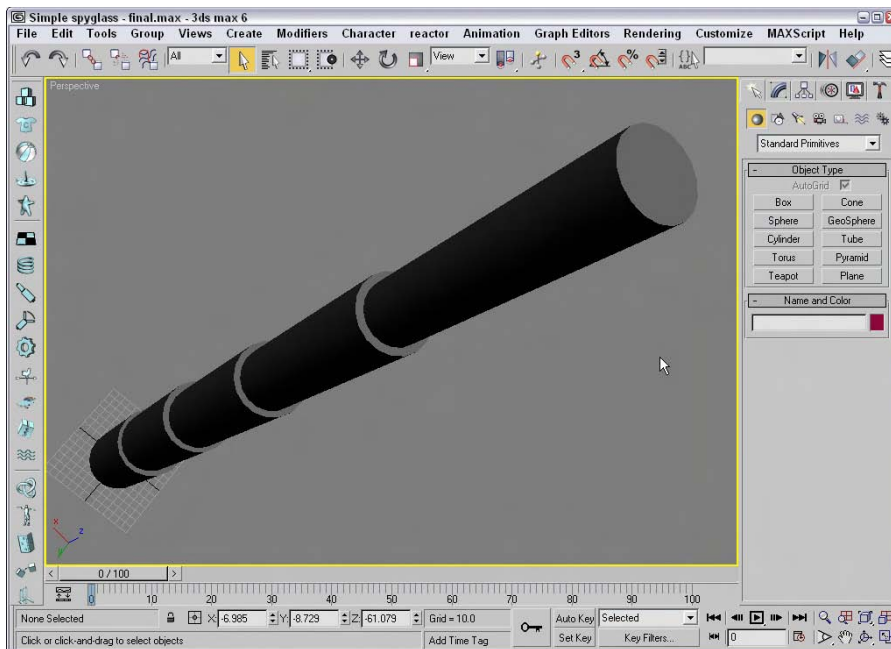 Simple spyglass - final.max - 3ds max 6
File Edit Tools Group Views Create Modifiers Character reactor Animation Graph Editors Rendering Customize MAXScript Help
All
View
3
%
ABC
Perspective
Standard Primitives
- Object Type
AutoGrid
Box Cone
Sphere GeoSphere
Cylinder Tube
Torus Pyramid
Teapot Plane
- Name and Color
x z
y
< 0 / 100 >
0 10 20 30 40 50 60 70 80 90 100
None Selected X: -6.985 Y: -8.729 Z: -61.079 Grid = 10.0 Auto Key Selected
Click or click-and-drag to select objects Add Time Tag Set Key Key Filters... 0